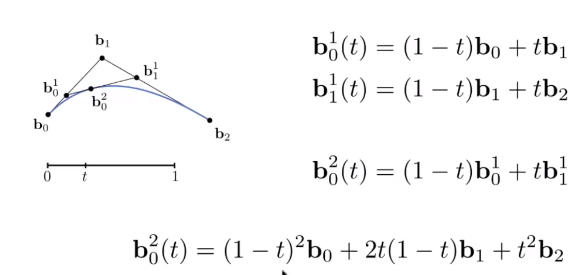 b₁
b₀¹
b₁¹
b₀²
b₀
b₂
0 t 1
b₀¹(t) = (1 − t)b₀ + tb₁
b₁¹(t) = (1 − t)b₁ + tb₂
b₀²(t) = (1 − t)b₀¹ + tb₁¹
b₀²(t) = (1 − t)²b₀ + 2t(1 − t)b₁ + t²b₂